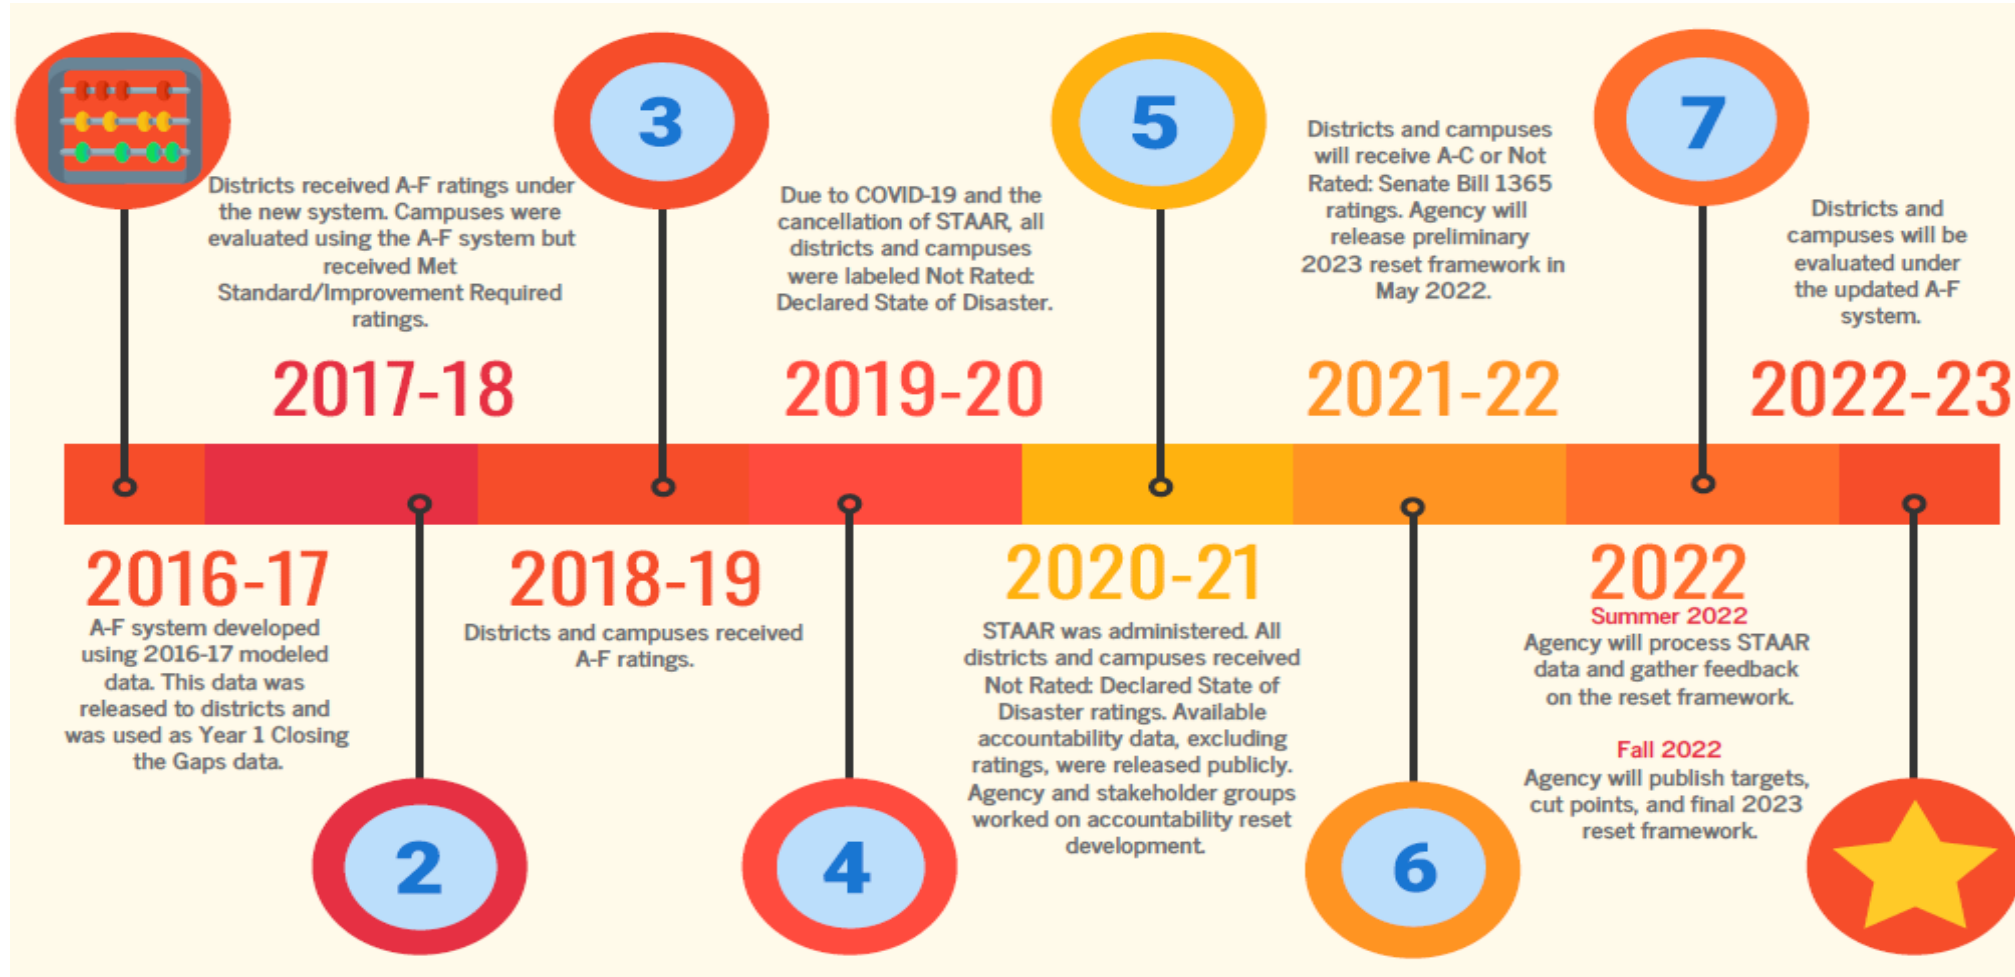 2016-17
A-F system developed
using 2016-17 modeled
data. This data was
released to districts and
was used as Year 1 Closing
the Gaps data.
Districts received A-F ratings under
the new system. Campuses were
evaluated using the A-F system but
received Met
Standard/Improvement Required
ratings.
2017-18
2
3
2018-19
Districts and campuses received
A-F ratings.
Due to COVID-19 and the
cancellation of STAAR, all
districts and campuses
were labeled Not Rated:
Declared State of Disaster.
2019-20
4
5
2020-21
STAAR was administered. All
districts and campuses received
Not Rated: Declared State of
Disaster ratings. Available
accountability data, excluding
ratings, were released publicly.
Agency and stakeholder groups
worked on accountability reset
development.
Districts and campuses
will receive A-C or Not
Rated: Senate Bill 1365
ratings. Agency will
release preliminary
2023 reset framework in
May 2022.
2021-22
6
7
2022
Summer 2022
Agency will process STAAR
data and gather feedback
on the reset framework.
Fall 2022
Agency will publish targets,
cut points, and final 2023
reset framework.
Districts and
campuses will be
evaluated under
the updated A-F
system.
2022-23